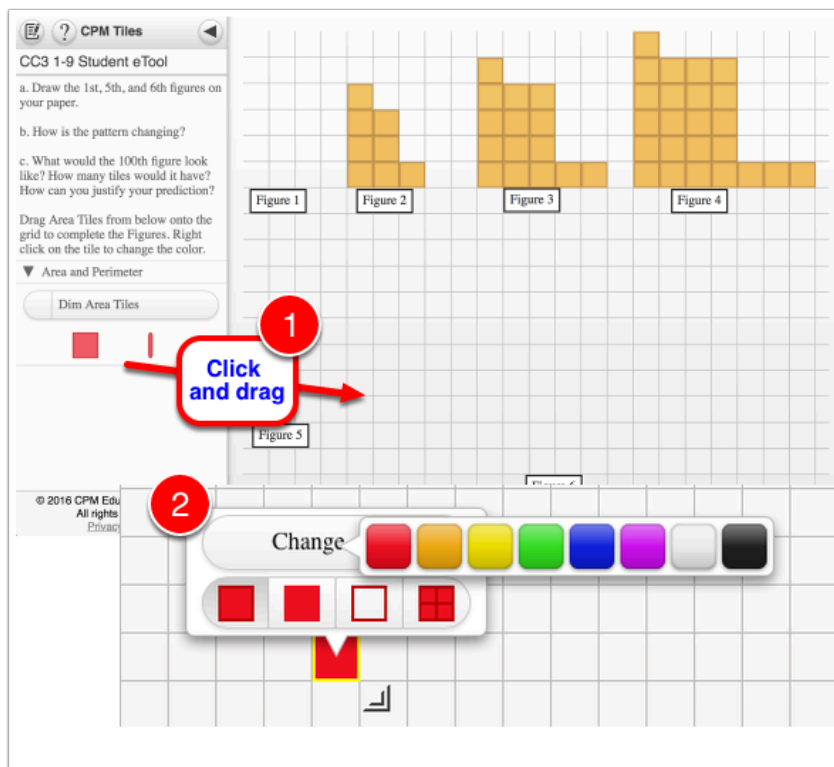 CPM Tiles
CC3 1-9 Student eTool
a. Draw the 1st, 5th, and 6th figures on
your paper.
b. How is the pattern changing?
c. What would the 100th figure look
like? How many tiles would it have?
How can you justify your prediction?
Drag Area Tiles from below onto the
grid to complete the Figures. Right
click on the tile to change the color.
Area and Perimeter
Dim Area Tiles
Figure 1
Figure 2
Figure 3
Figure 4
1
Click
and drag
Figure 5
© 2016 CPM Edu
All rights
Privacy
2
Change